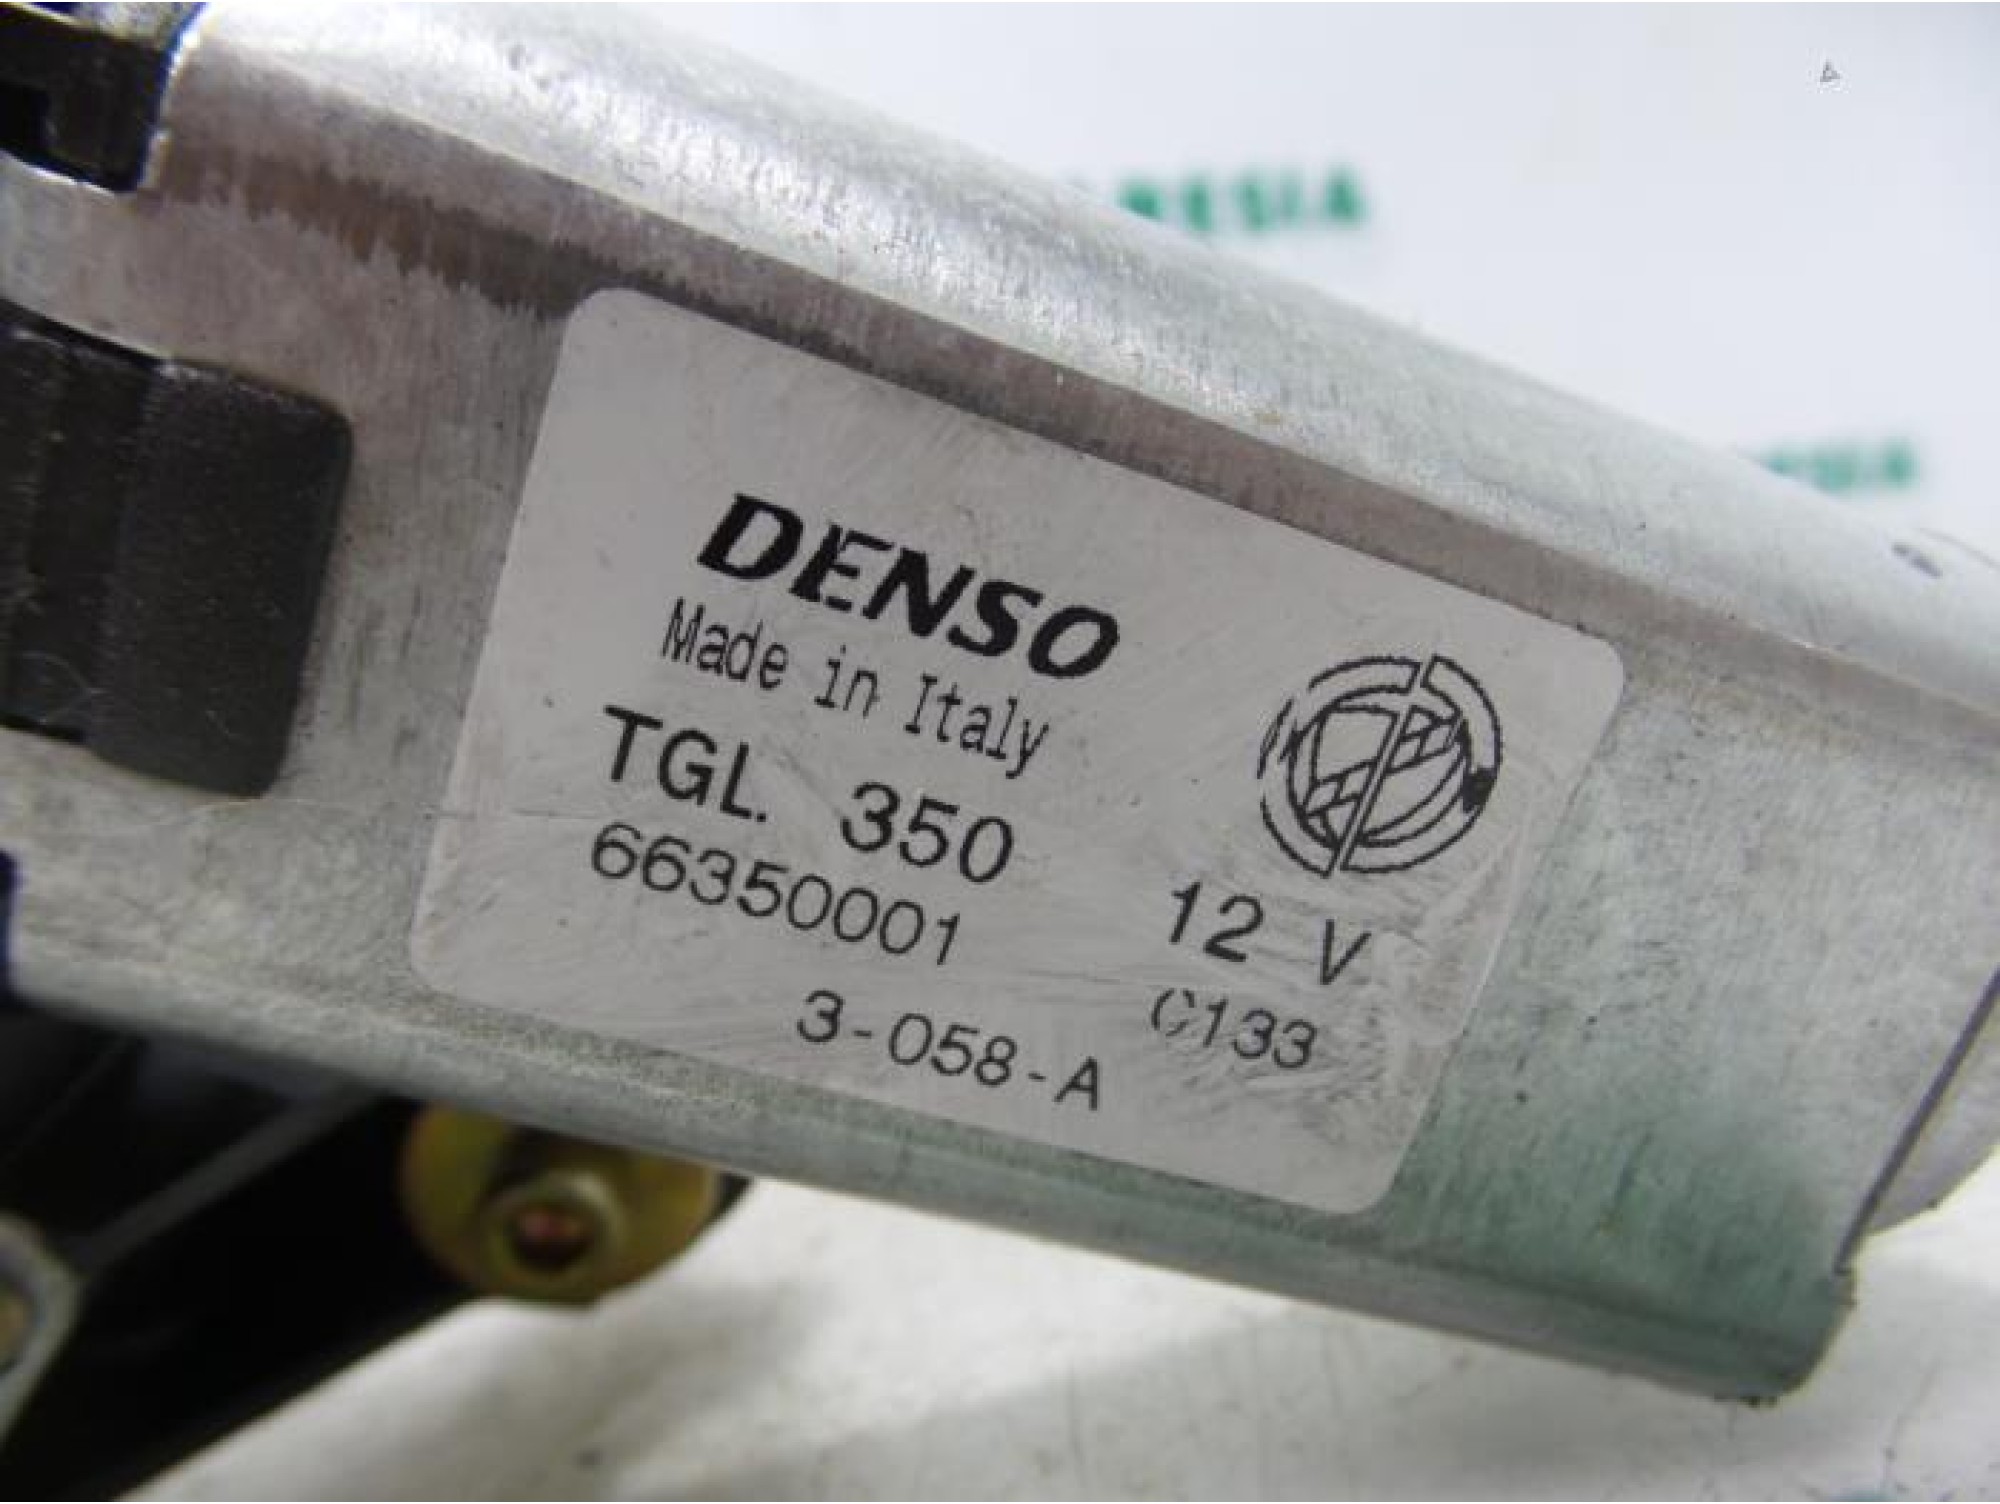 DENSO
Made in Italy
TGL. 350
66350001
12 V
C133
3-058-A